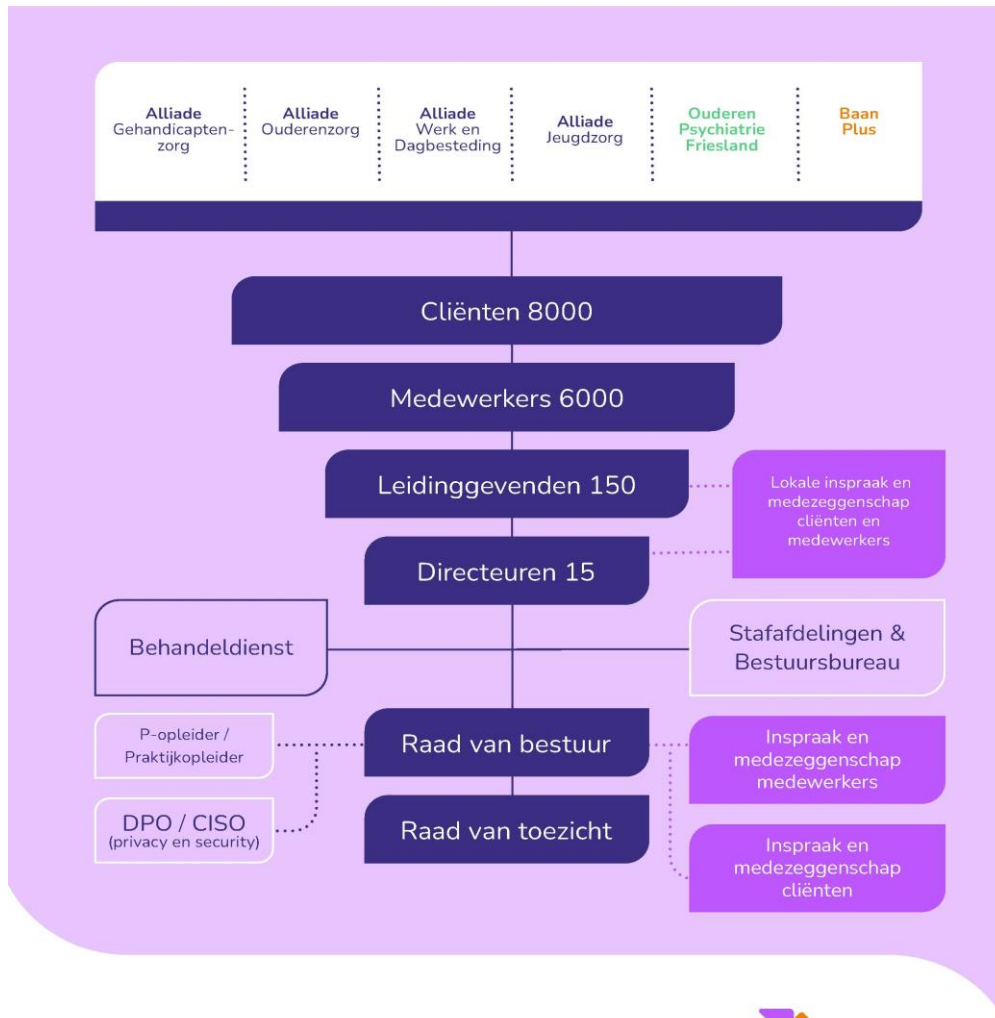 Alliade
Gehandicapten-
zorg
Alliade
Ouderenzorg
Alliade
Werk en
Dagbesteding
Alliade
Jeugdzorg
Ouderen
Psychiatrie
Friesland
Baan
Plus
Cliënten 8000
Medewerkers 6000
Leidinggevenden 150
Lokale inspraak en
medezeggenschap
cliënten en
medewerkers
Directeuren 15
Behandeldienst
Stafafdelingen &
Bestuursbureau
P-opleider /
Praktijkopleider
Raad van bestuur
Inspraak en
medezeggenschap
medewerkers
DPO / CISO
(privacy en security)
Raad van toezicht
Inspraak en
medezeggenschap
cliënten